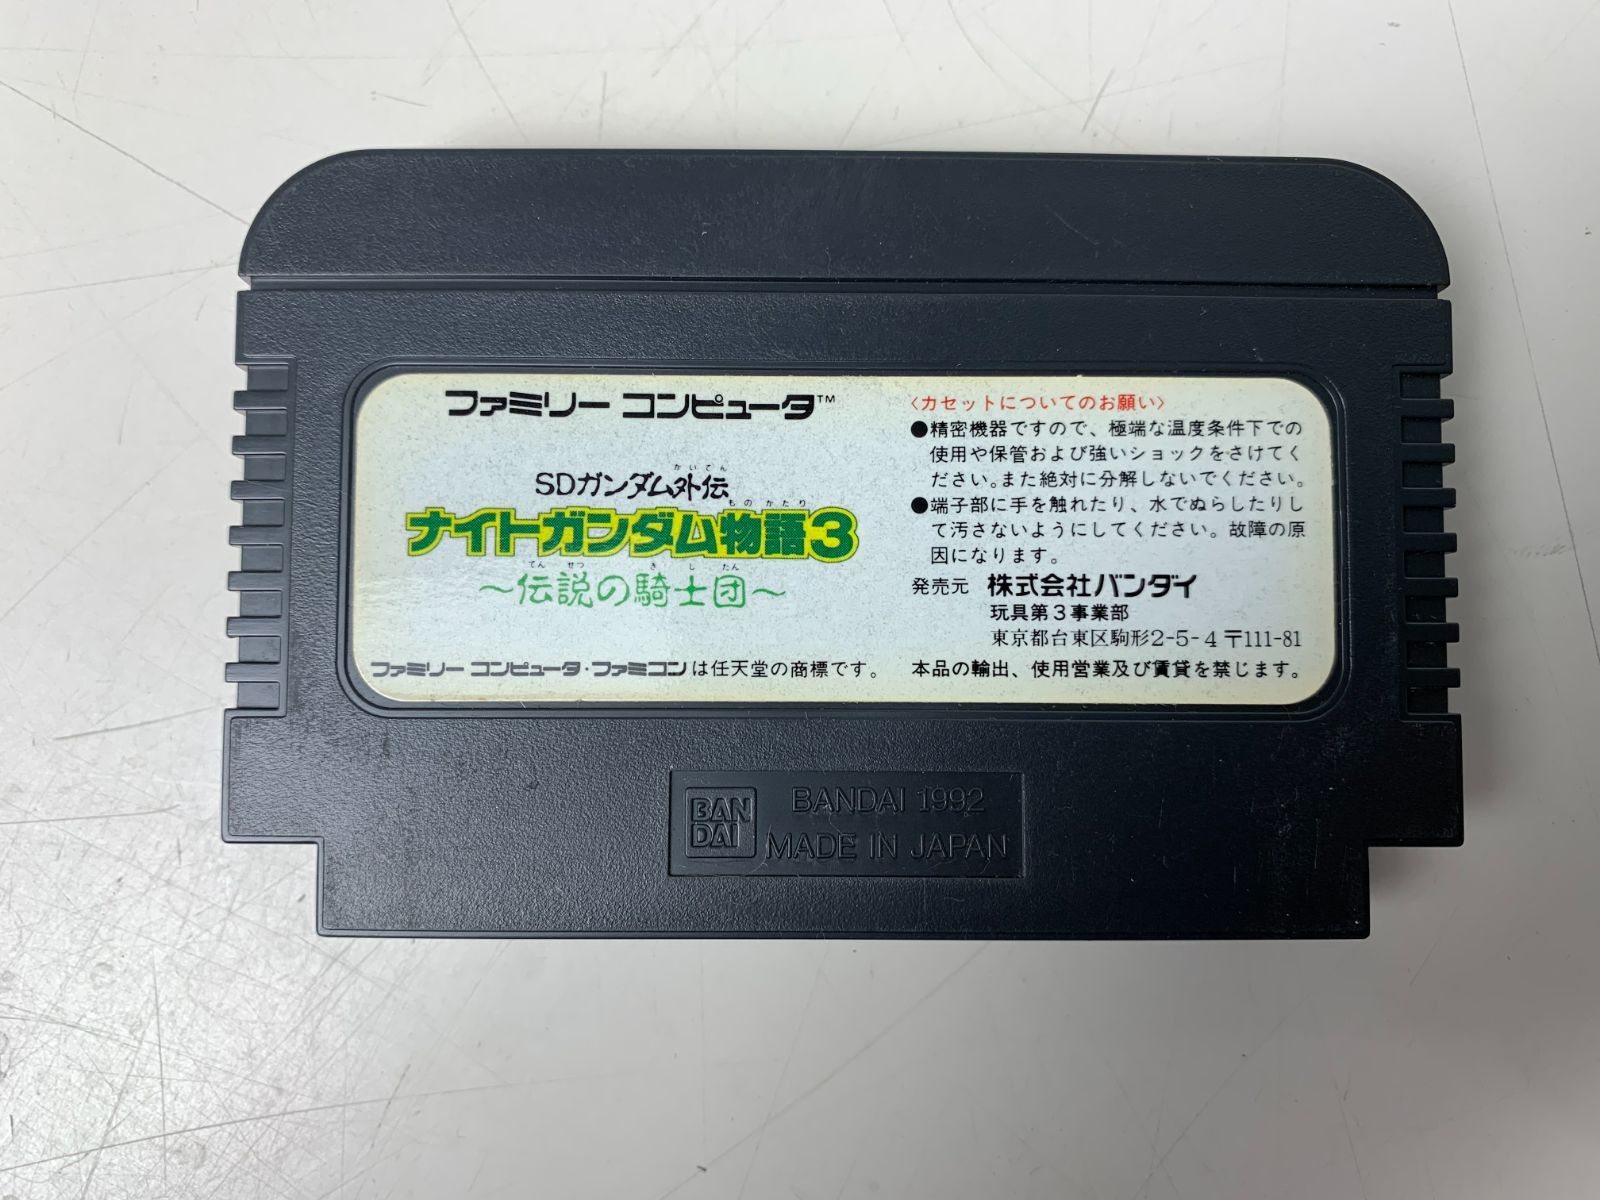 ファミリー コンピュータ™
がいでん
SDガンダム外伝
ものがたり
ナイトガンダム物語3
でんせつ きしだん
~伝説の騎士団~
ファミリー コンピュータ・ファミコンは任天堂の商標です。
〈カセットについてのお願い〉
●精密機器ですので、極端な温度条件下での
使用や保管および強いショックをさけてく
ださい。また絶対に分解しないでください。
●端子部に手を触れたり、水でぬらしたりし
て汚さないようにしてください。故障の原
因になります。
発売元 株式会社バンダイ
玩具第3事業部
東京都台東区駒形2-5-4〒111-81
本品の輸出、使用営業及び賃貸を禁じます。
BAN
DAI
BANDAI 1992
MADE IN JAPAN